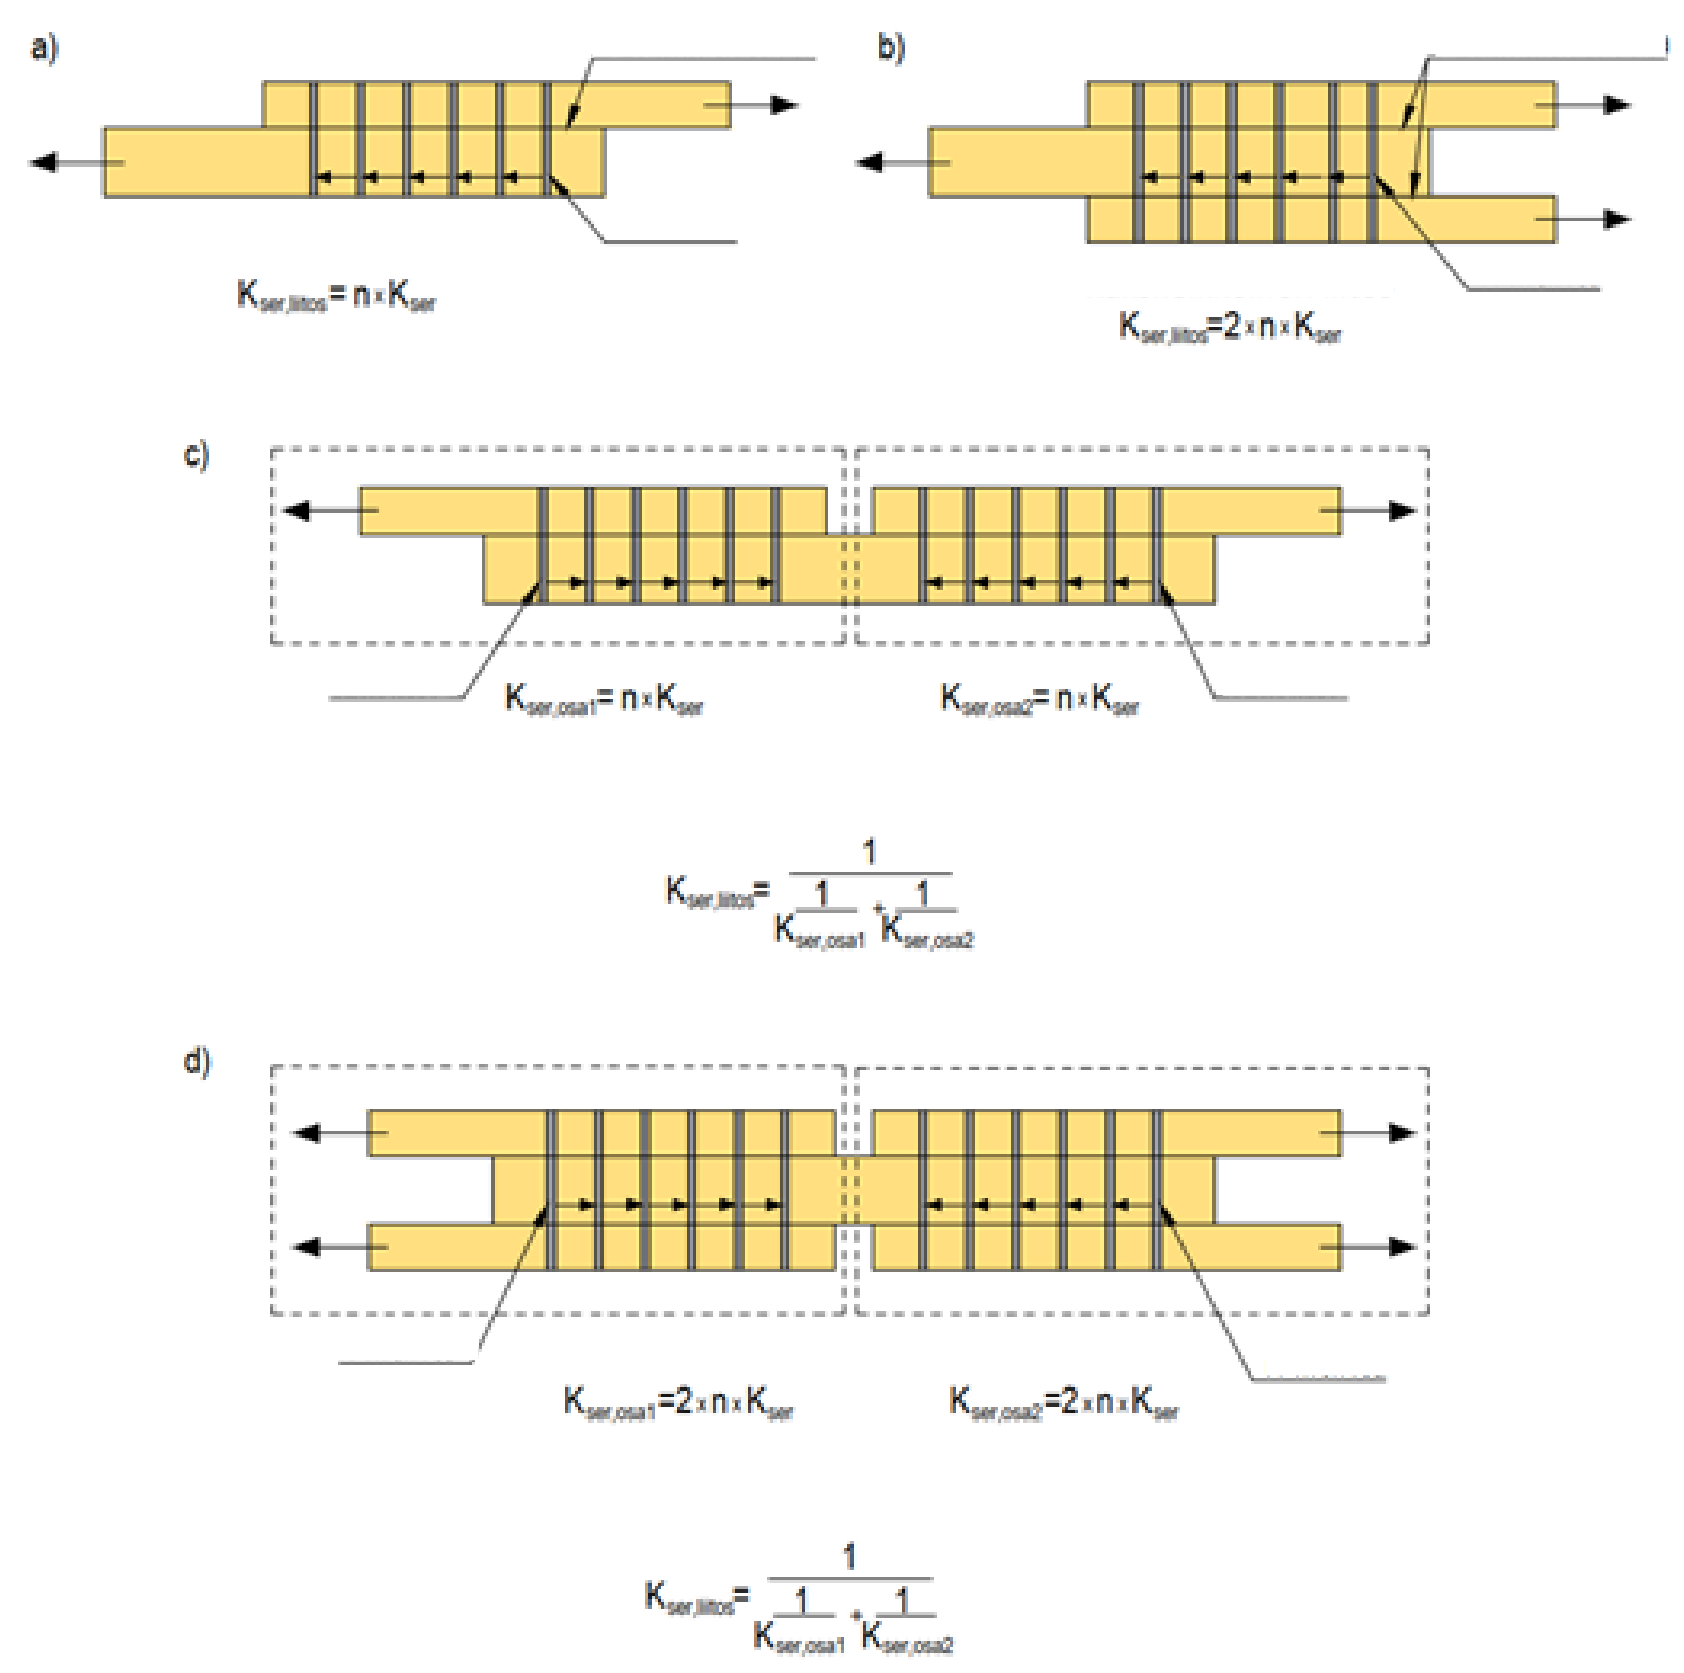 a)
b)
K_ser,liitos = n × K_ser
K_ser,liitos = 2 × n × K_ser
c)
K_ser,osa1 = n × K_ser
K_ser,osa2 = n × K_ser
1
K_ser,liitos =
1 + 1
K_ser,osa1 K_ser,osa2
d)
K_ser,osa1 = 2 × n × K_ser
K_ser,osa2 = 2 × n × K_ser
1
K_ser,liitos =
1 + 1
K_ser,osa1 K_ser,osa2